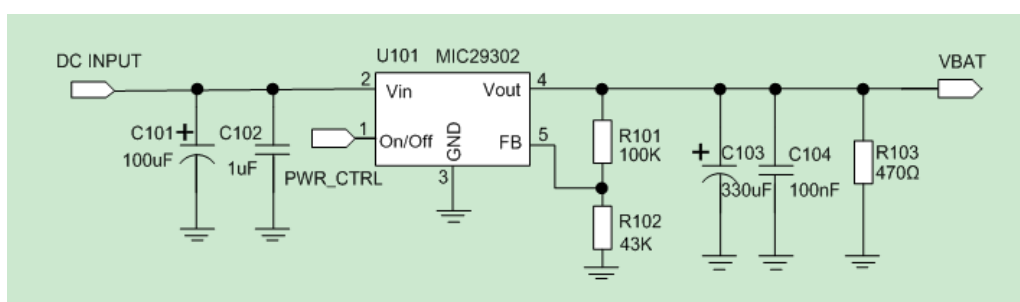 U101 MIC29302
DC INPUT
VBAT
2
4
Vin
Vout
C101
+
C102
1
On/Off
GND
FB
5
R101
100K
100uF
1uF
PWR_CTRL
3
+
C103
C104
330uF
100nF
R103
470Ω
R102
43K